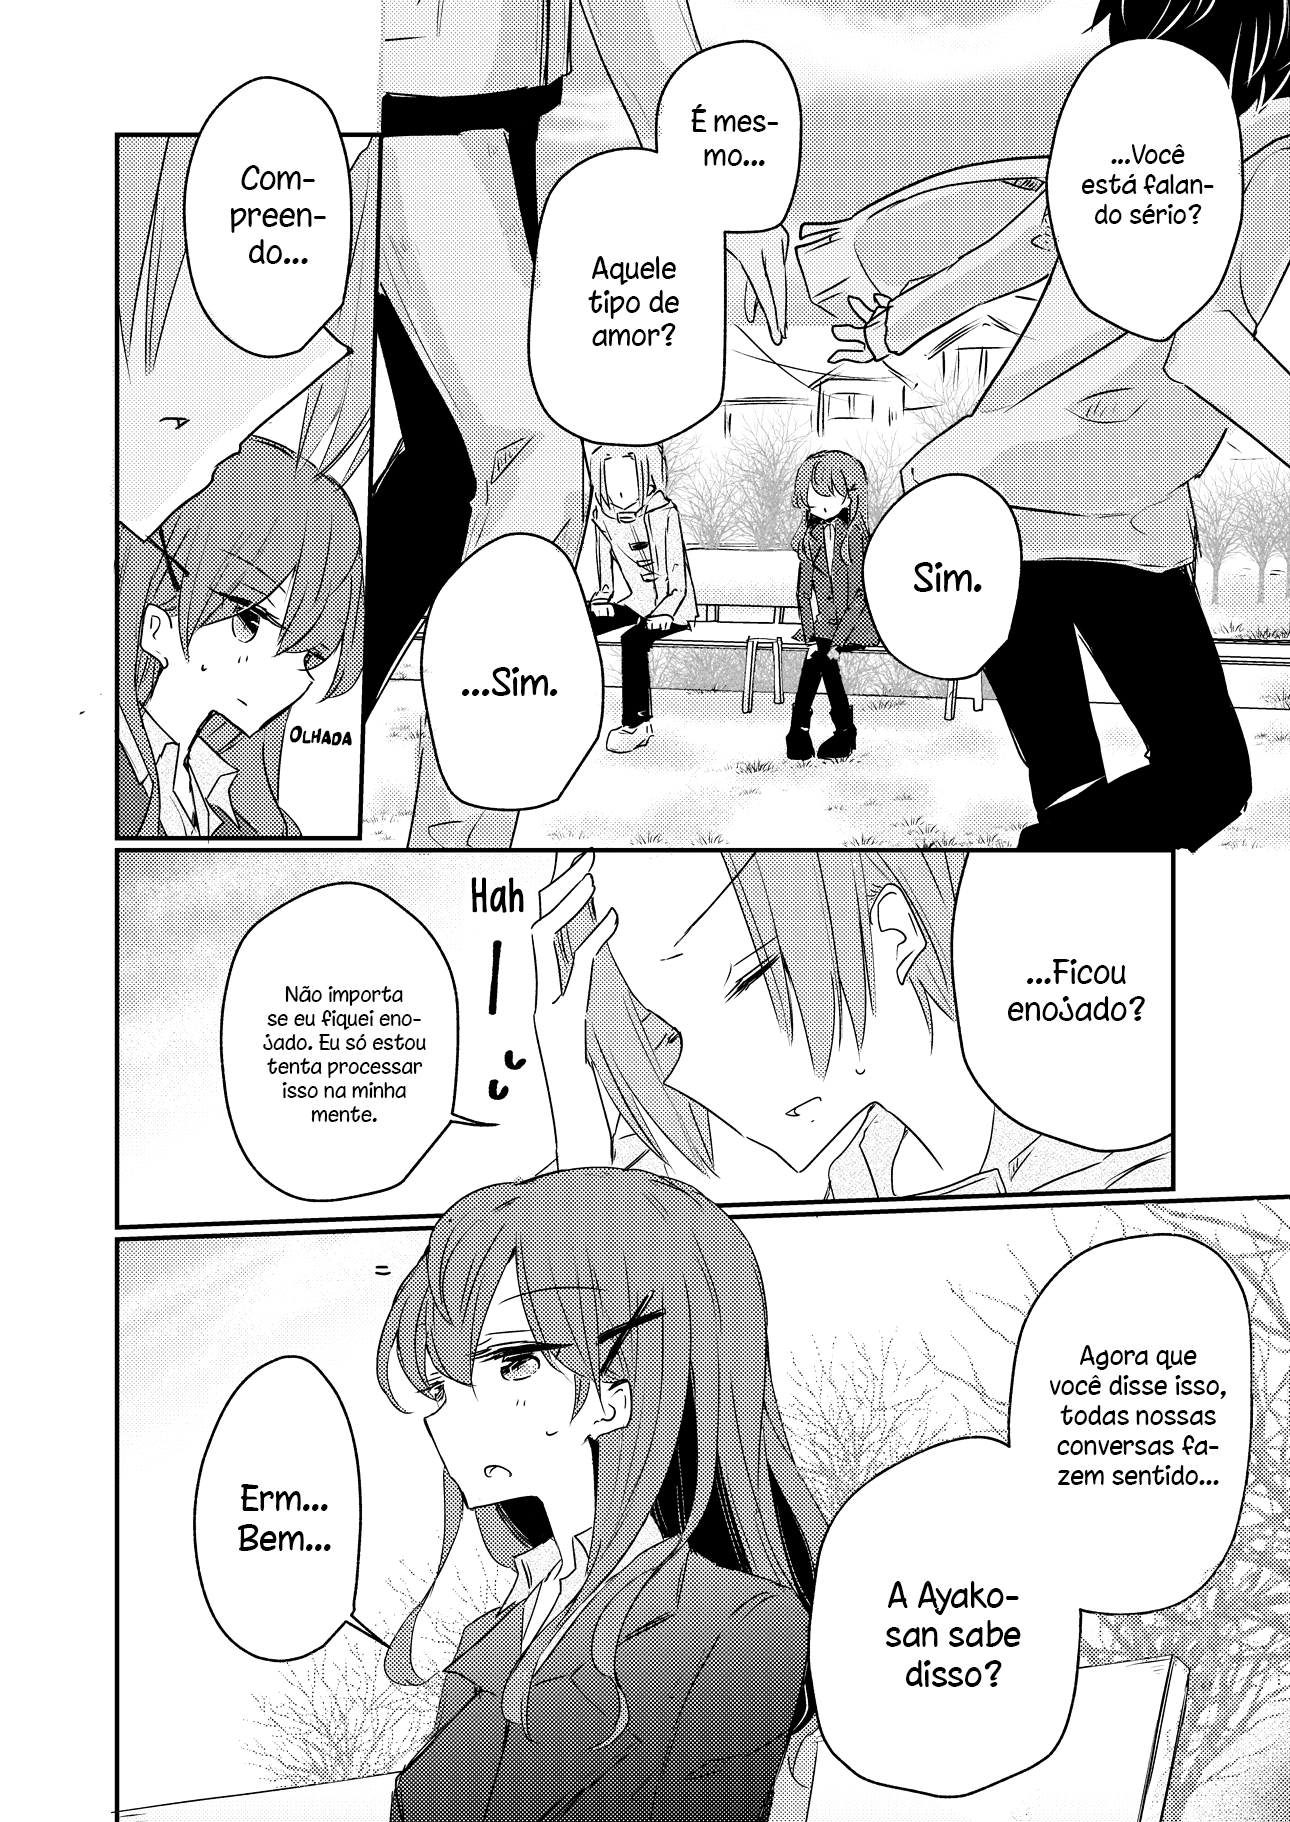 ...Você
está falan-
do sério?
Sim.
É mes-
mo...
Aquele
tipo de
amor?
...Sim.
Com-
preen-
do...
OLHADA
...Ficou
enojado?
Hah
Não importa
se eu fiquei eno-
jado. Eu só estou
tenta processar
isso na minha
mente.
Agora que
você disse isso,
todas nossas
conversas fa-
zem sentido...
A Ayako-
san sabe
disso?
Erm...
Bem...